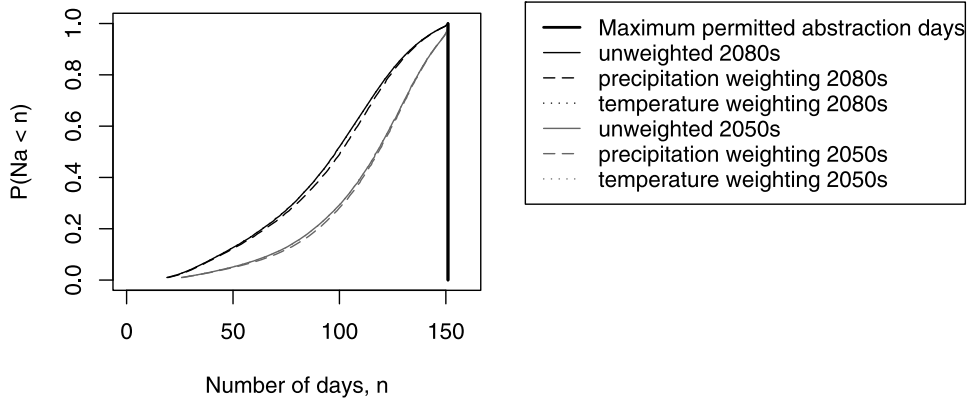 1.0
0.8
0.6
0.4
0.2
0.0
P(Na < n)
0 50 100 150
Number of days, n
Maximum permitted abstraction days
unweighted 2080s
precipitation weighting 2080s
temperature weighting 2080s
unweighted 2050s
precipitation weighting 2050s
temperature weighting 2050s